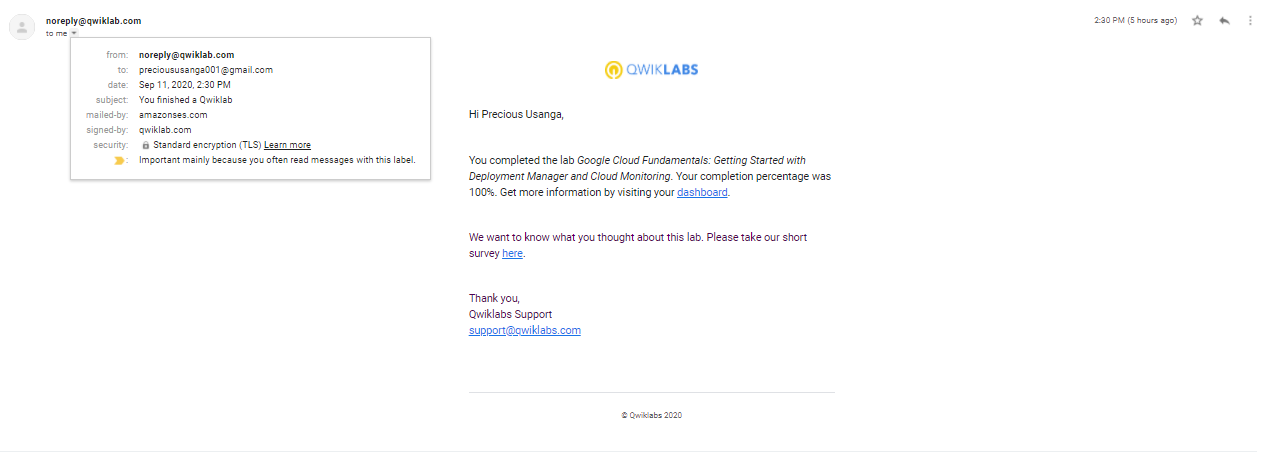 noreply@qwiklab.com
2:30 PM (5 hours ago)
to me
from: noreply@qwiklab.com
to: precioususanga001@gmail.com
date: Sep 11, 2020, 2:30 PM
subject: You finished a Qwiklab
mailed-by: amazonses.com
signed-by: qwiklab.com
security: Standard encryption (TLS) Learn more
: Important mainly because you often read messages with this label.
QWIKLABS
Hi Precious Usanga,
You completed the lab Google Cloud Fundamentals: Getting Started with
Deployment Manager and Cloud Monitoring. Your completion percentage was
100%. Get more information by visiting your dashboard.
We want to know what you thought about this lab. Please take our short
survey here.
Thank you,
Qwiklabs Support
support@qwiklabs.com
© Qwiklabs 2020